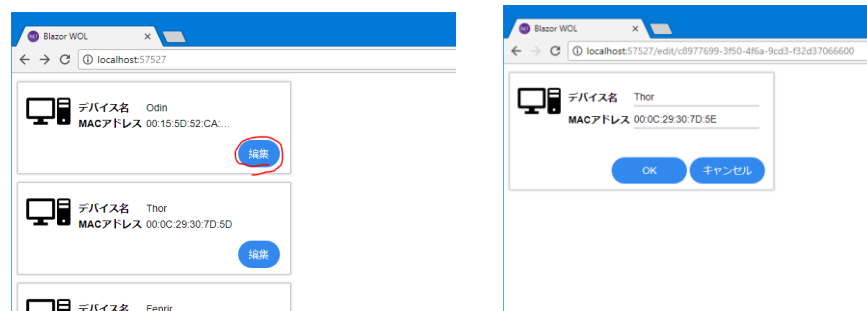 Blazor WOL
localhost:57527
デバイス名 Odin
MACアドレス 00:15:5D:52:CA:...
編集
デバイス名 Thor
MACアドレス 00:0C:29:30:7D:5D
編集
デバイス名 Fenrir
Blazor WOL
localhost:57527/edit/c8977699-3f50-4f6a-9cd3-f32d37066600
デバイス名 Thor
MACアドレス 00:0C:29:30:7D:5E
OK キャンセル